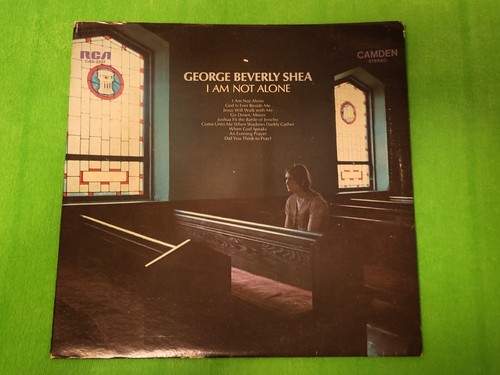 RCA
CAMDEN
STEREO
GEORGE BEVERLY SHEA
I AM NOT ALONE
I Am Not Alone
God Is Ever Beside Me
Jesus Will Walk with Me
Go Down, Moses
Joshua Fit the Battle of Jericho
Come Unto Me When Shadows Darkly Gather
When God Speaks
An Evening Prayer
Did You Think to Pray?